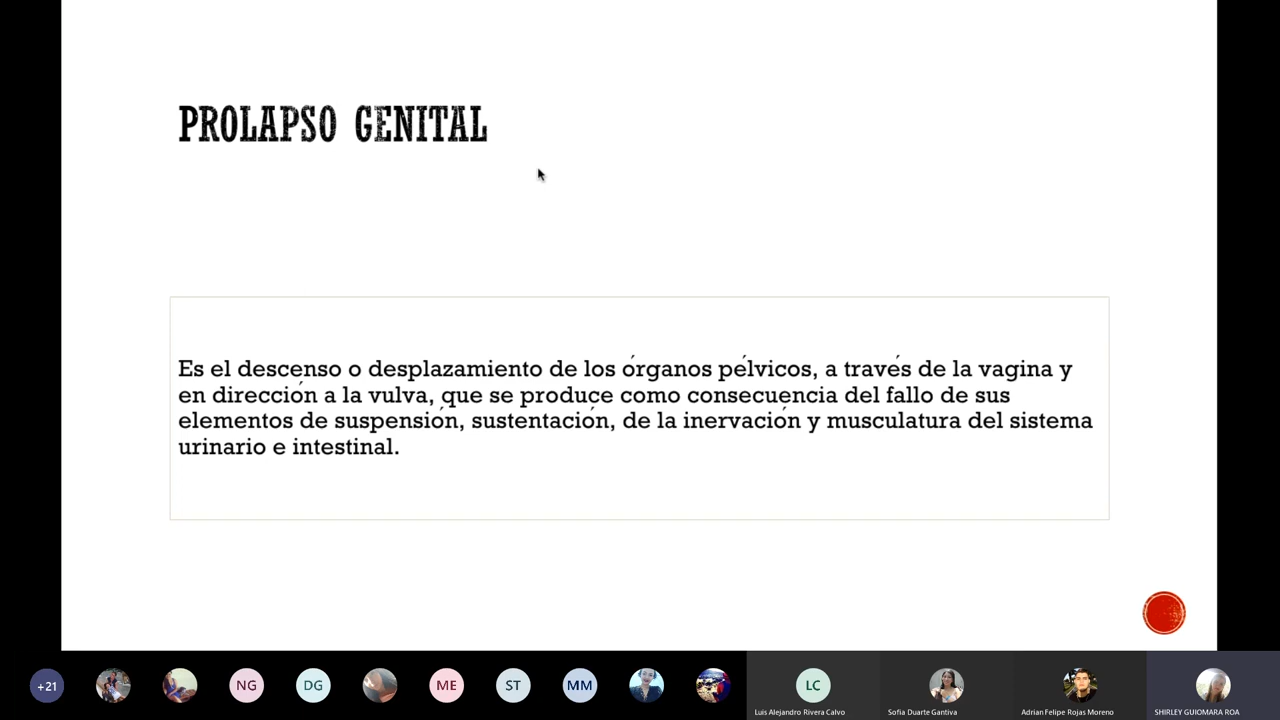 PROLAPSO GENITAL
Es el descenso o desplazamiento de los órganos pélvicos, a través de la vagina y
en dirección a la vulva, que se produce como consecuencia del fallo de sus
elementos de suspensión, sustentación, de la inervación y musculatura del sistema
urinario e intestinal.
+21
NG
DG
ME
ST
MM
LC
Luis Alejandro Rivera Calvo
Sofia Duarte Gantiva
Adrian Felipe Rojas Moreno
SHIRLEY GUIOMARA ROA